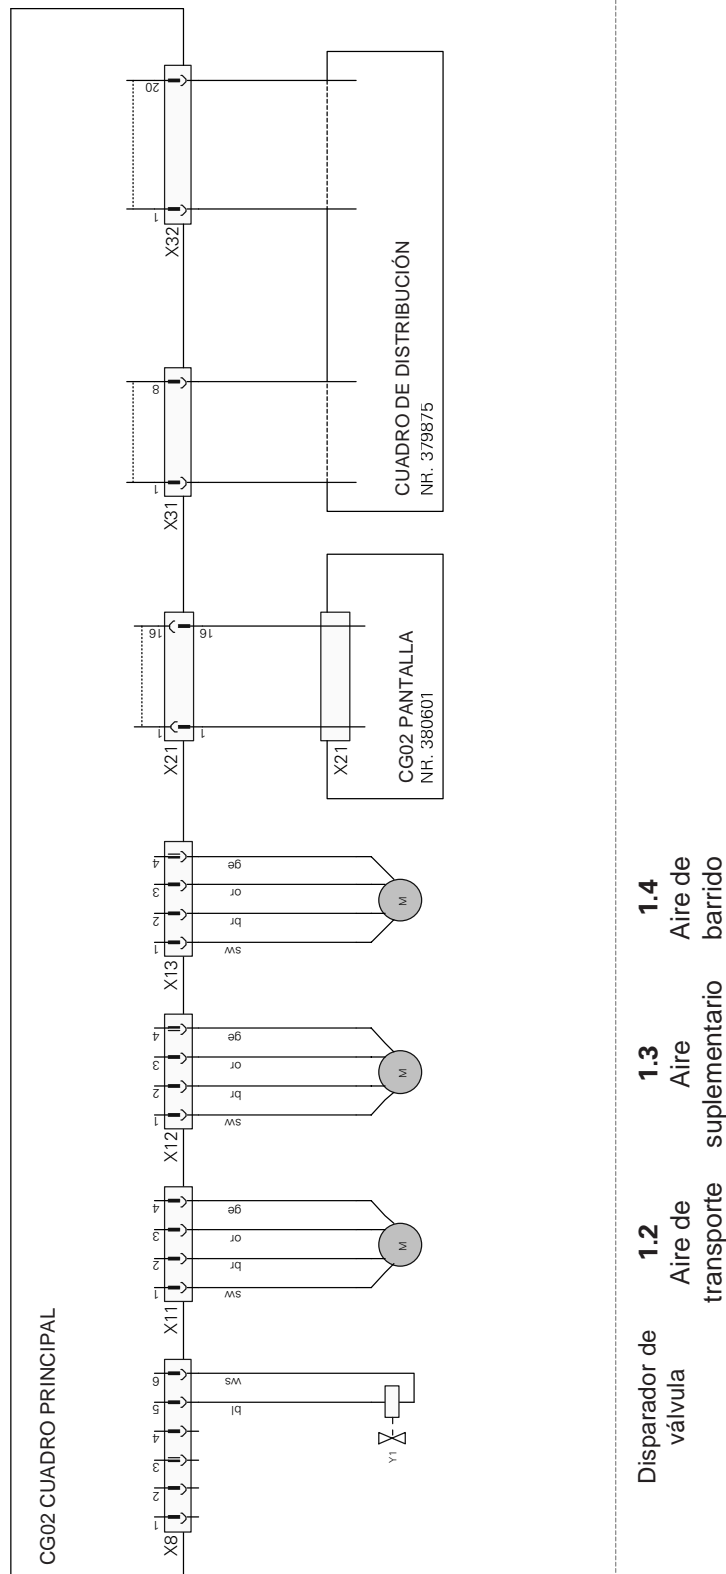 CG02 CUADRO PRINCIPAL
X8
1
2
3
4
5
6
bl
ws
Y1
X11
1
2
3
4
sw
br
or
ge
M
X12
1
2
3
4
sw
br
or
ge
M
X13
1
2
3
4
sw
br
or
ge
M
X21
1
16
1
16
X21
CG02 PANTALLA
NR. 380601
X31
1
8
X32
1
20
CUADRO DE DISTRIBUCIÓN
NR. 379875
Disparador de
válvula
1.2
Aire de
transporte
1.3
Aire
suplementario
1.4
Aire de
barrido